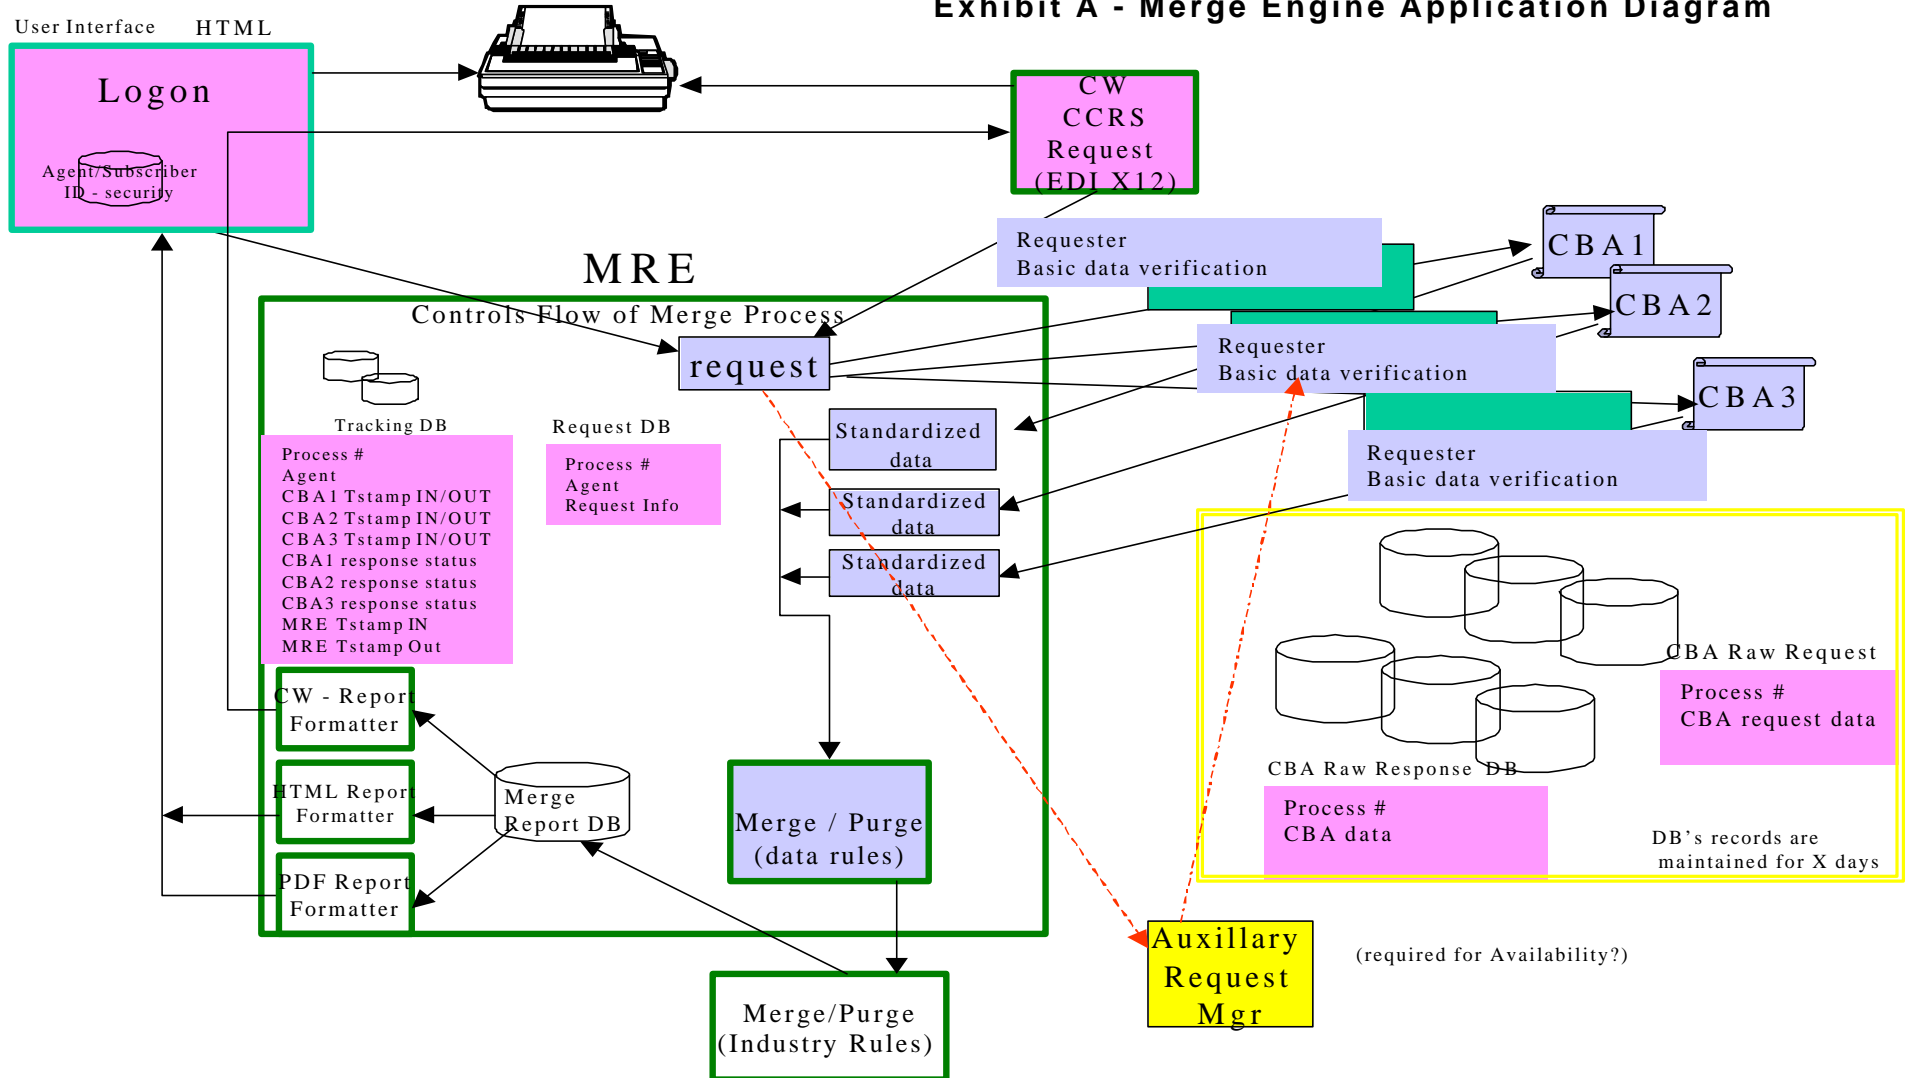 Exhibit A - Merge Engine Application Diagram
User Interface HTML
Logon
Agent/Subscriber
ID - security
CW
CCRS
Request
(EDI X12)
Requester
Basic data verification
CBA1
CBA2
CBA3
MRE
Controls Flow of Merge Process
request
Requester
Basic data verification
Requester
Basic data verification
Tracking DB
Process #
Agent
CBA1 Tstamp IN/OUT
CBA2 Tstamp IN/OUT
CBA3 Tstamp IN/OUT
CBA1 response status
CBA2 response status
CBA3 response status
MRE Tstamp IN
MRE Tstamp Out
Request DB
Process #
Agent
Request Info
Standardized
data
Standardized
data
Standardized
data
CBA Raw Request
Process #
CBA request data
CBA Raw Response DB
Process #
CBA data
DB's records are
maintained for X days
CW - Report
Formatter
HTML Report
Formatter
PDF Report
Formatter
Merge
Report DB
Merge / Purge
(data rules)
Merge/Purge
(Industry Rules)
Auxillary
Request
Mgr
(required for Availability?)